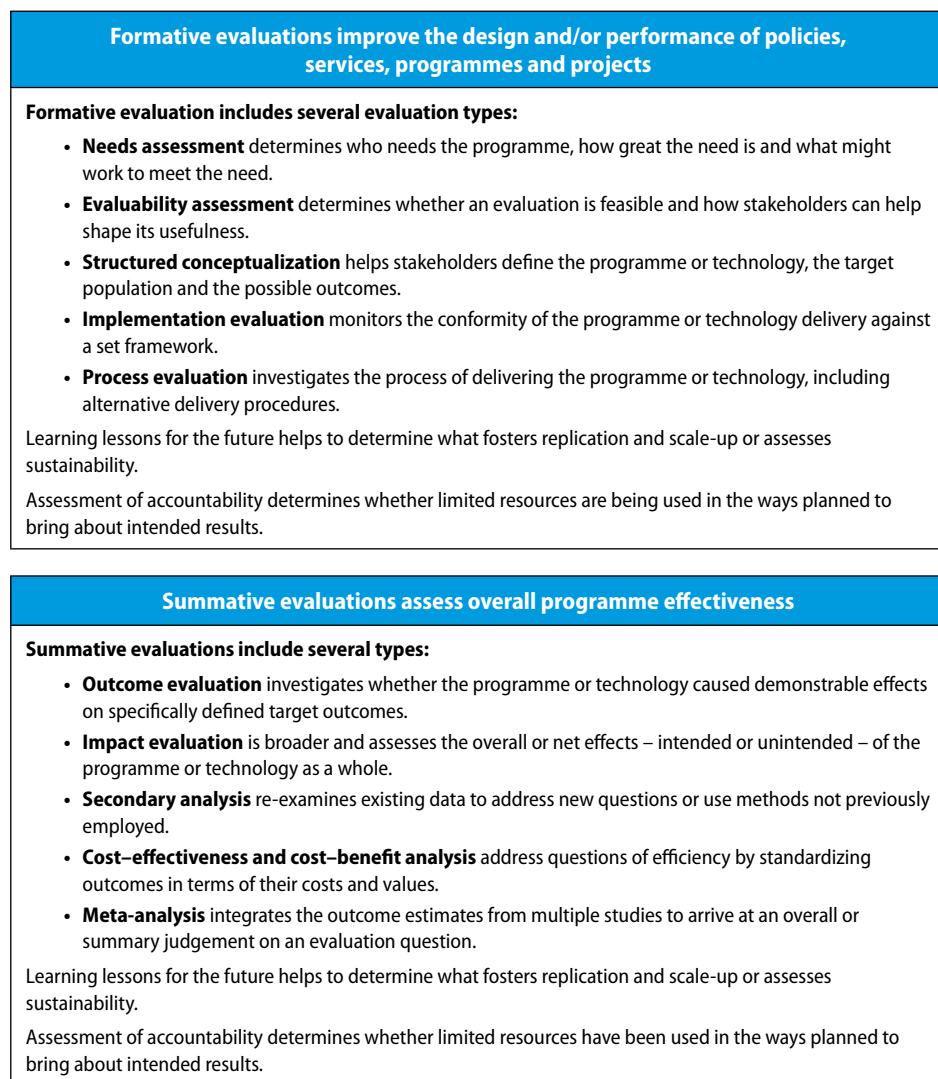 Formative evaluations improve the design and/or performance of policies,
services, programmes and projects
Formative evaluation includes several evaluation types:
• Needs assessment determines who needs the programme, how great the need is and what might
work to meet the need.
• Evaluability assessment determines whether an evaluation is feasible and how stakeholders can help
shape its usefulness.
• Structured conceptualization helps stakeholders define the programme or technology, the target
population and the possible outcomes.
• Implementation evaluation monitors the conformity of the programme or technology delivery against
a set framework.
• Process evaluation investigates the process of delivering the programme or technology, including
alternative delivery procedures.
Learning lessons for the future helps to determine what fosters replication and scale-up or assesses
sustainability.
Assessment of accountability determines whether limited resources are being used in the ways planned to
bring about intended results.
Summative evaluations assess overall programme effectiveness
Summative evaluations include several types:
• Outcome evaluation investigates whether the programme or technology caused demonstrable effects
on specifically defined target outcomes.
• Impact evaluation is broader and assesses the overall or net effects – intended or unintended – of the
programme or technology as a whole.
• Secondary analysis re-examines existing data to address new questions or use methods not previously
employed.
• Cost–effectiveness and cost–benefit analysis address questions of efficiency by standardizing
outcomes in terms of their costs and values.
• Meta-analysis integrates the outcome estimates from multiple studies to arrive at an overall or
summary judgement on an evaluation question.
Learning lessons for the future helps to determine what fosters replication and scale-up or assesses
sustainability.
Assessment of accountability determines whether limited resources have been used in the ways planned to
bring about intended results.